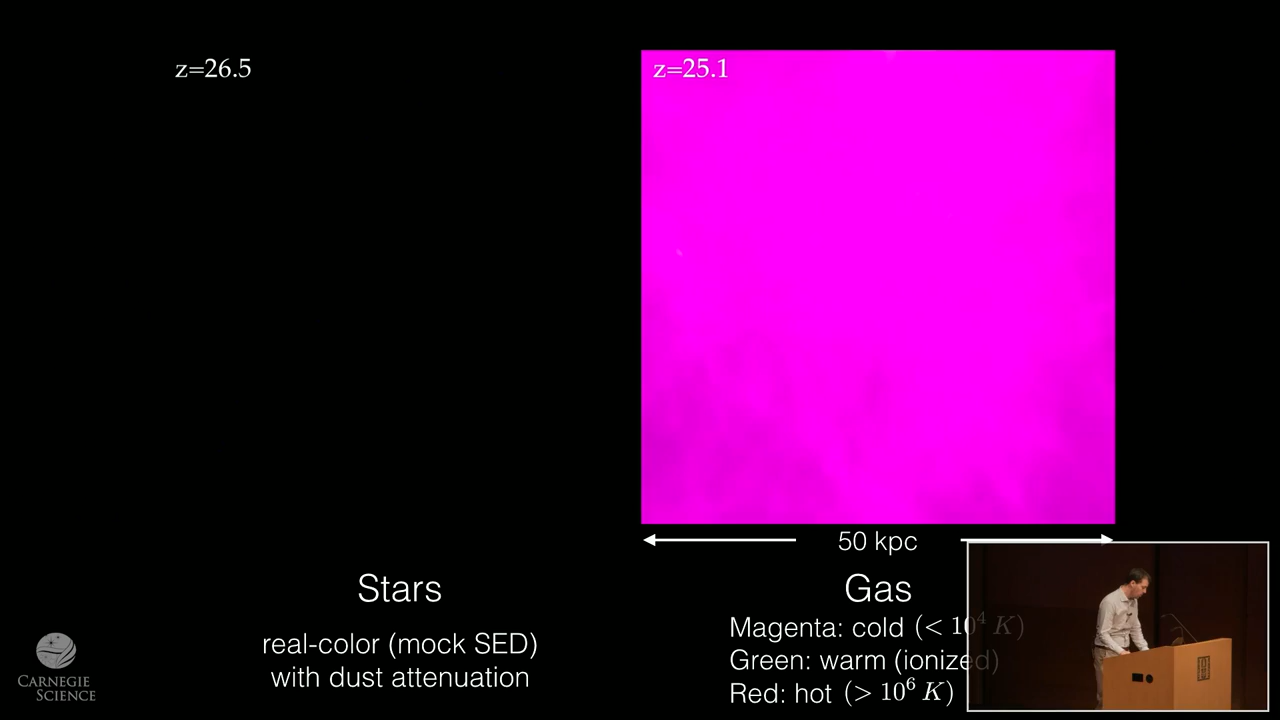 z=26.5
z=25.1
50 kpc
Stars
real-color (mock SED)
with dust attenuation
Gas
Magenta: cold (< 10⁴ K)
Green: warm (ionized)
Red: hot (> 10⁶ K)
CARNEGIE
SCIENCE